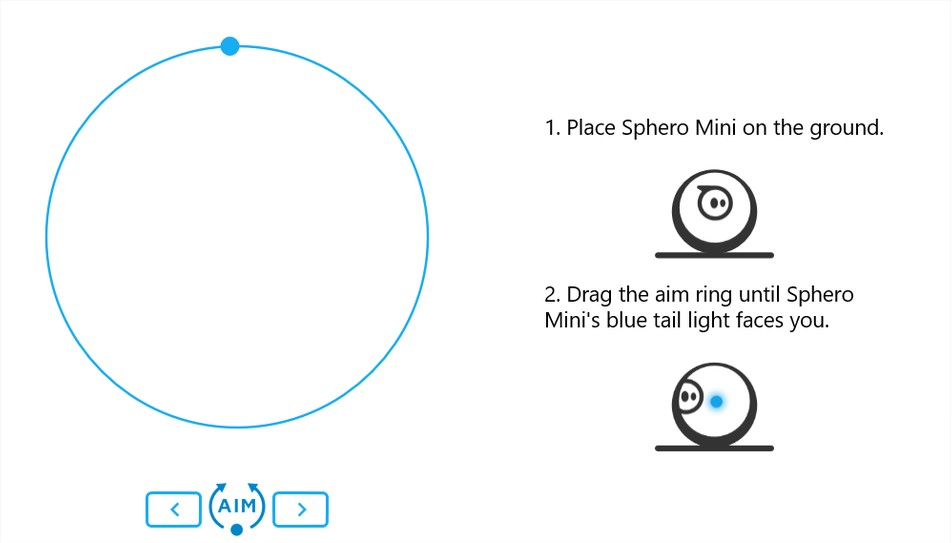 1. Place Sphero Mini on the ground.
2. Drag the aim ring until Sphero
Mini's blue tail light faces you.
< AIM >